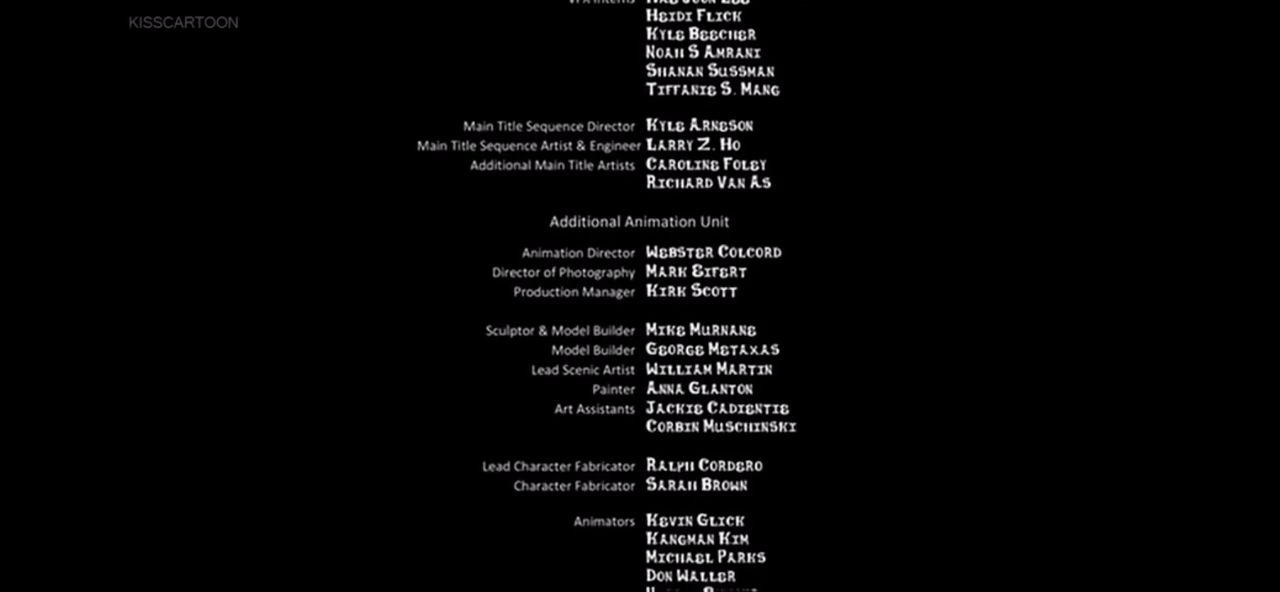 KISSCARTOON
VFX Interns
HEIDI FLICK
KYLE BEECHER
NOAH S AMRANI
SHANAN SUSSMAN
TIFFANIE S. MANG
Main Title Sequence Director KYLE ARNESON
Main Title Sequence Artist & Engineer LARRY Z. HO
Additional Main Title Artists CAROLINE FOLEY
RICHARD VAN AS
Additional Animation Unit
Animation Director WEBSTER COLCORD
Director of Photography MARK EIFERT
Production Manager KIRK SCOTT
Sculptor & Model Builder MIKE MURNANE
Model Builder GEORGE METAXAS
Lead Scenic Artist WILLIAM MARTIN
Painter ANNA GLANTON
Art Assistants JACKIE CADIENTIE
CORBIN MUSCHINSKI
Lead Character Fabricator RALPH CORDERO
Character Fabricator SARAH BROWN
Animators KEVIN GLICK
KANGMAN KIM
MICHAEL PARKS
DON WALLER